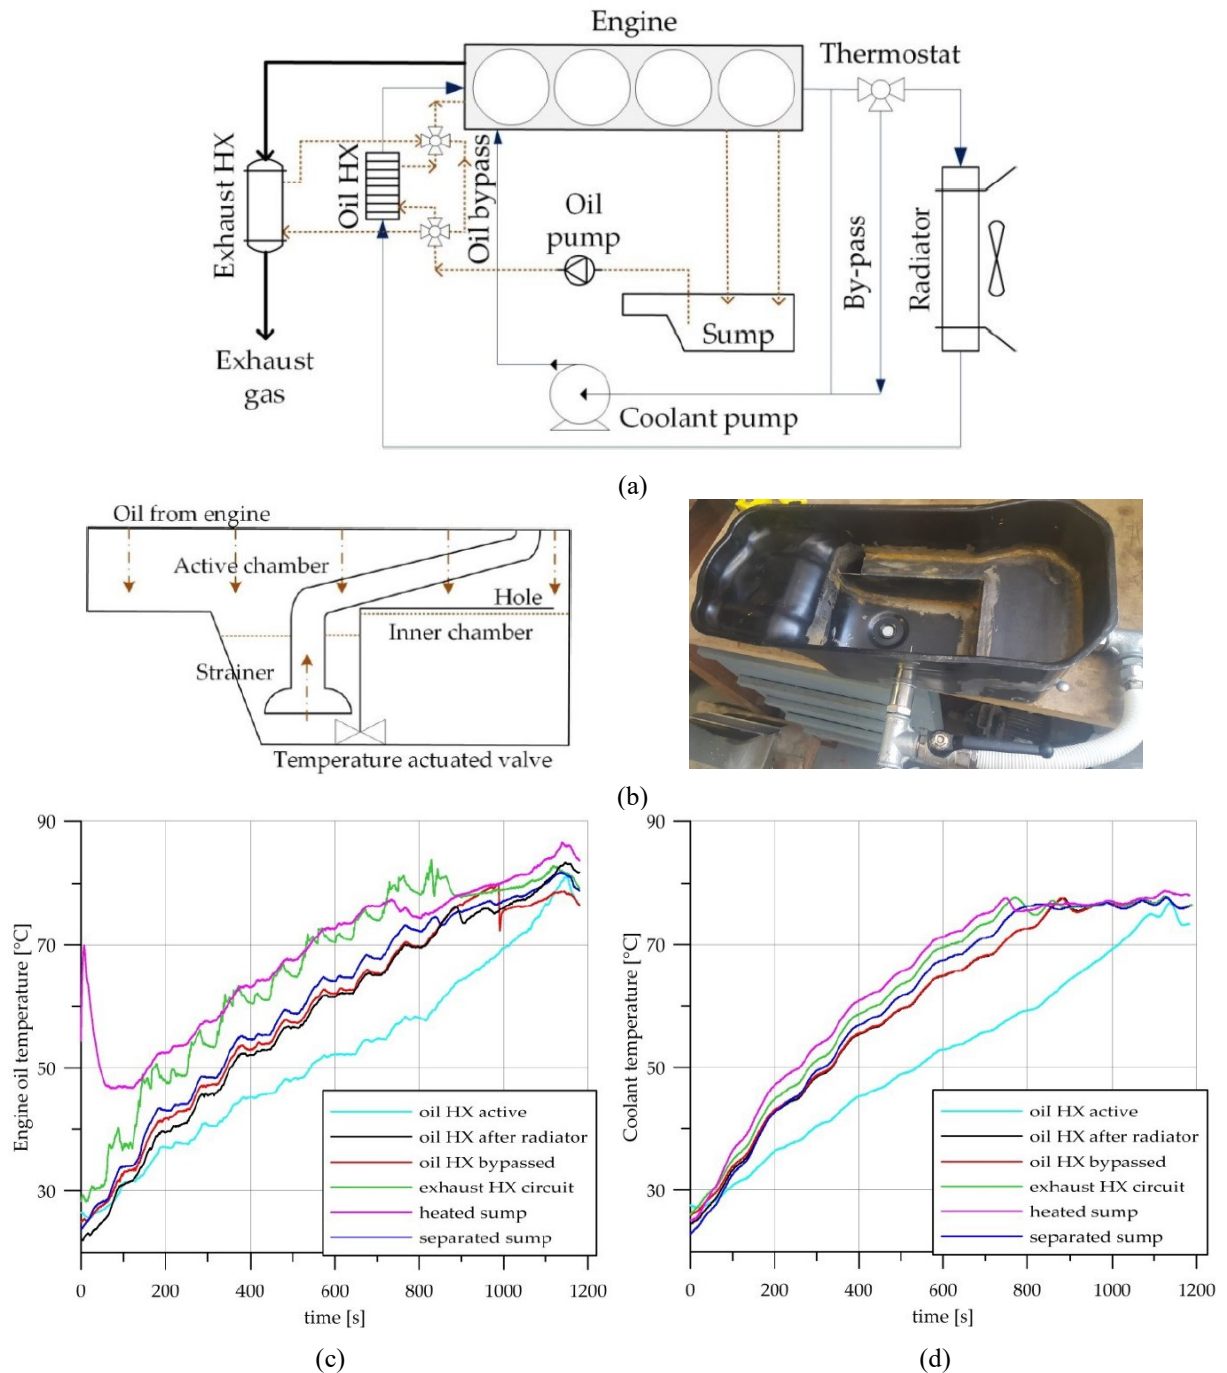 Engine
Thermostat
Exhaust HX
Oil HX
Oil bypass
Oil
pump
By-pass
Radiator
Sump
Exhaust
gas
Coolant pump
(a)
Oil from engine
Active chamber
Hole
Inner chamber
Strainer
Temperature actuated valve
(b)
90
70
50
30
Engine oil temperature [°C]
0
200
400
600
800
1000
1200
time [s]
oil HX active
oil HX after radiator
oil HX bypassed
exhaust HX circuit
heated sump
separated sump
(c)
90
70
50
30
Coolant temperature [°C]
0
200
400
600
800
1000
1200
time [s]
oil HX active
oil HX after radiator
oil HX bypassed
exhaust HX circuit
heated sump
separated sump
(d)